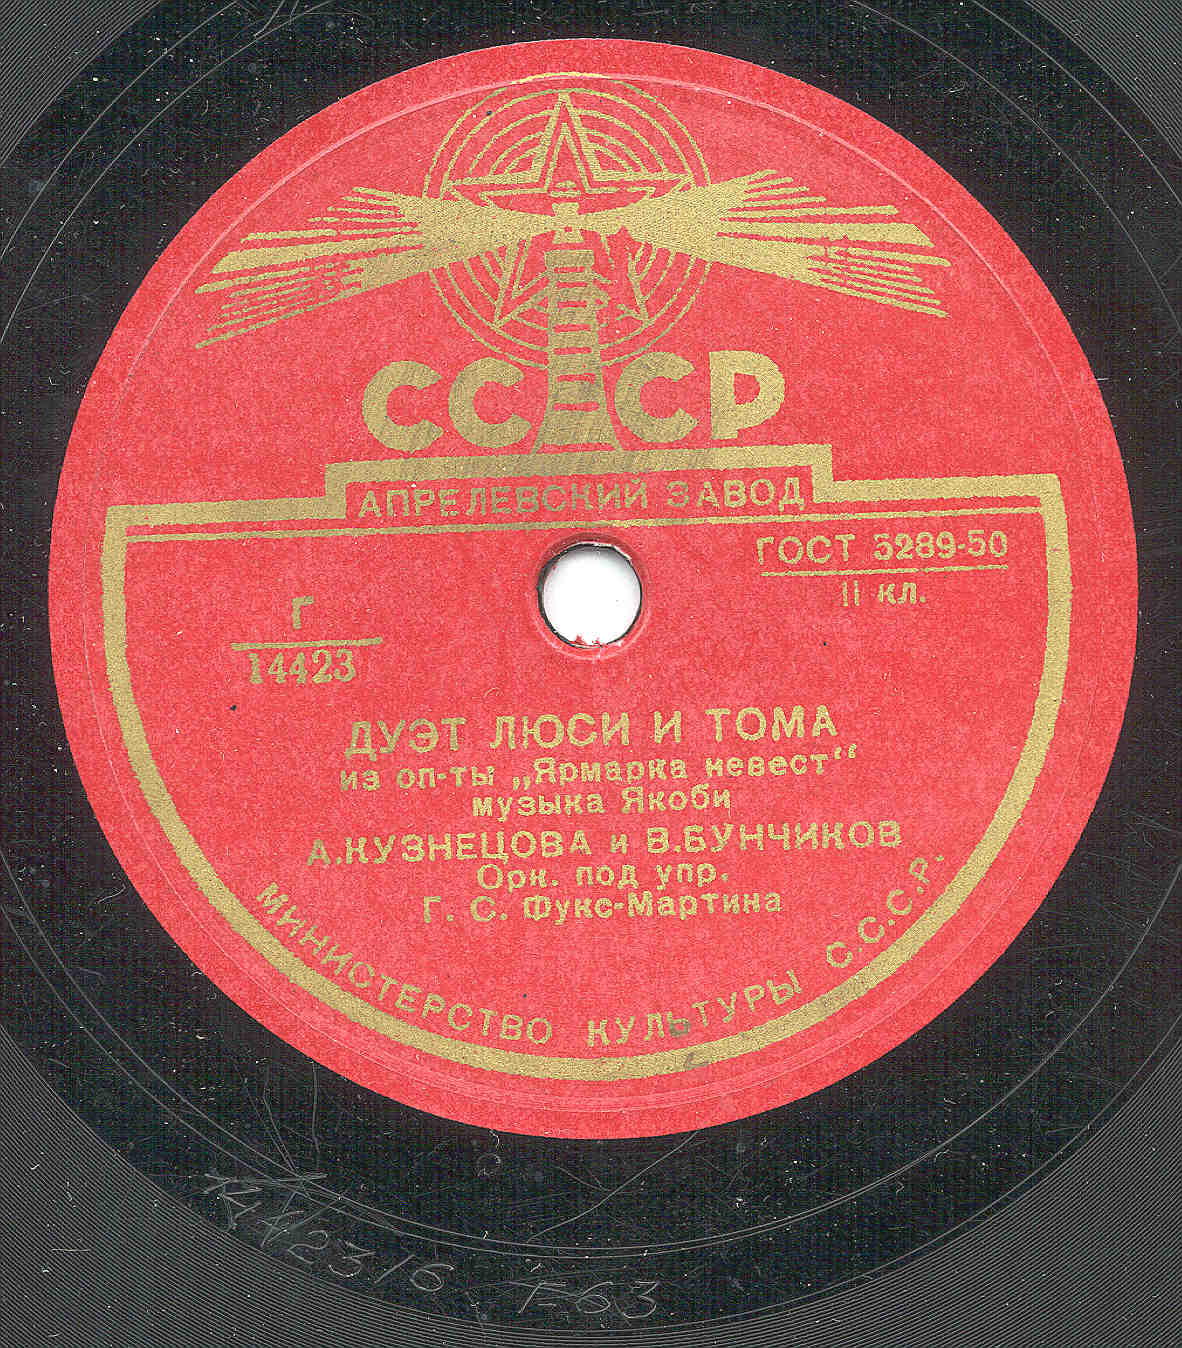 СССР
АПРЕЛЕВСКИЙ ЗАВОД
ГОСТ 5289-50
II кл.
Г
14423
ДУЭТ ЛЮСИ И ТОМА
из оп-ты „Ярмарка невест“
музыка Якоби
А.КУЗНЕЦОВА и В.БУНЧИКОВ
Орк. под упр.
Г. С. Фукс-Мартина
МИНИСТЕРСТВО КУЛЬТУРЫ С.С.С.Р.